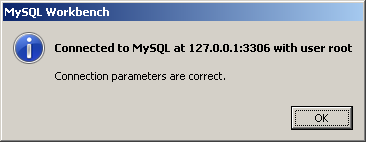 MySQL Workbench
Connected to MySQL at 127.0.0.1:3306 with user root
Connection parameters are correct.
OK